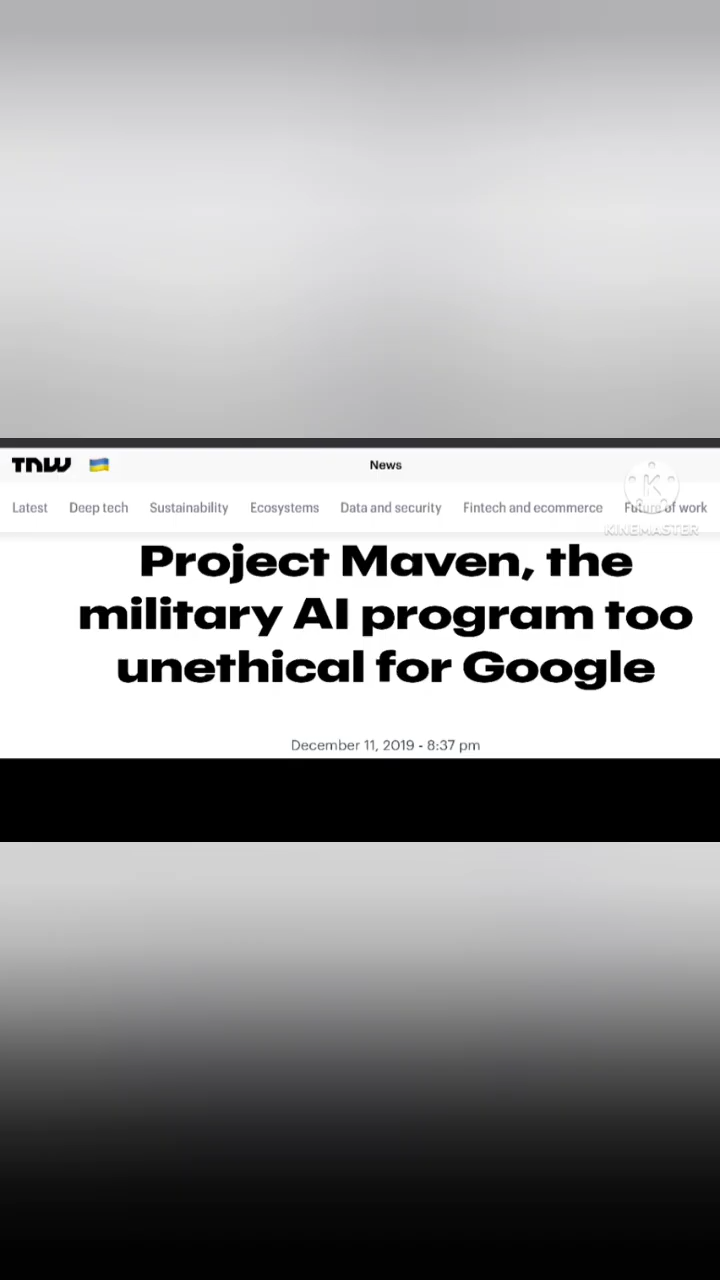 TNW
News
Latest Deep tech Sustainability Ecosystems Data and security Fintech and ecommerce Future of work
KINEMASTER
Project Maven, the
military AI program too
unethical for Google
December 11, 2019 - 8:37 pm